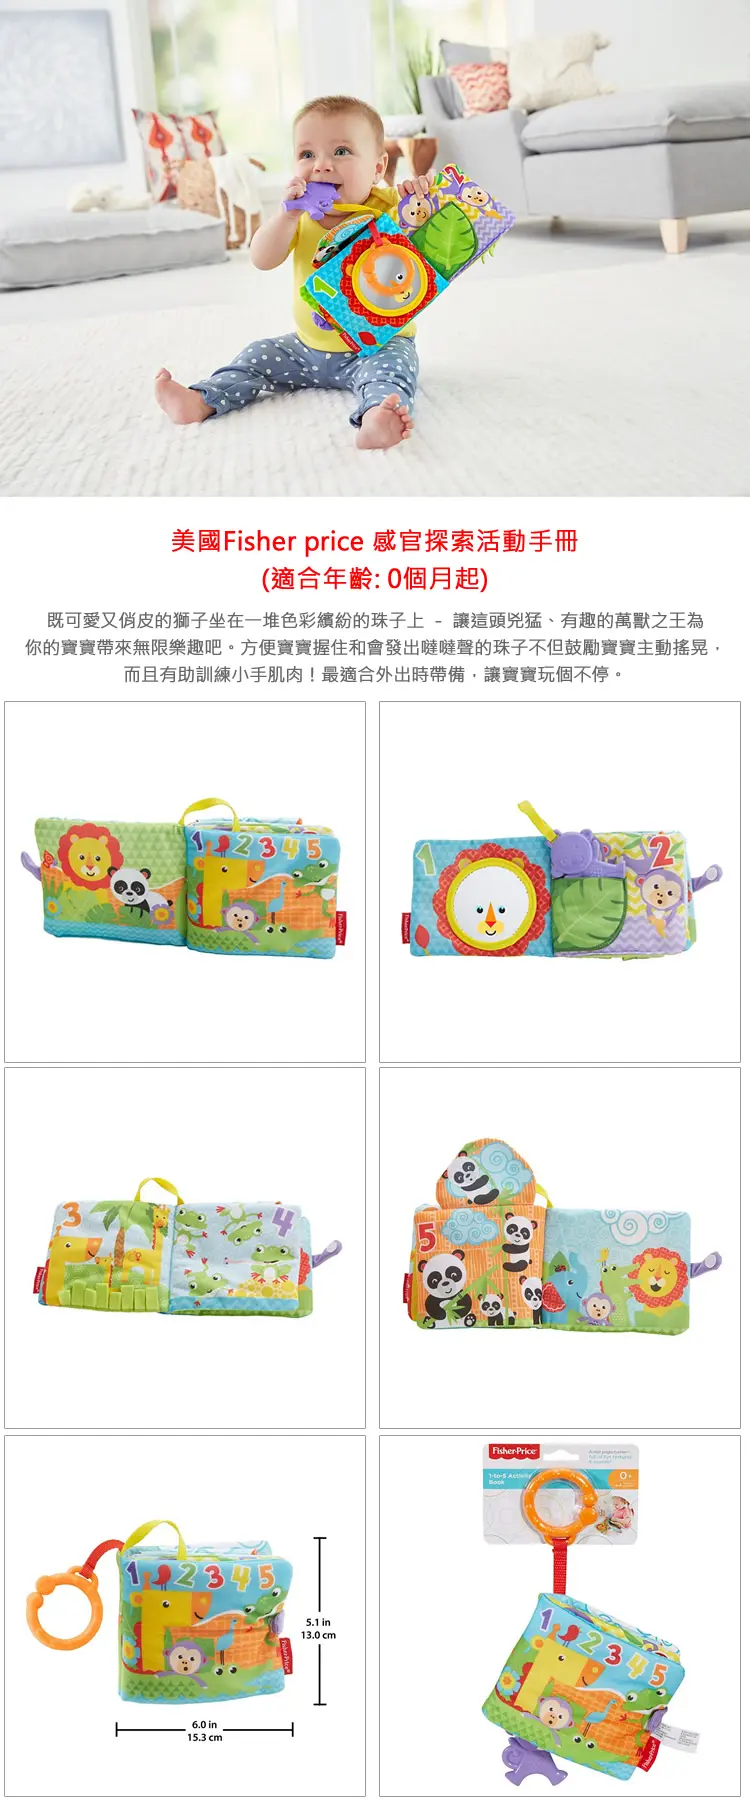 美國Fisher price 感官探索活動手冊
(適合年齡: 0個月起)
既可愛又俏皮的獅子坐在一堆色彩繽紛的珠子上 - 讓這頭兇猛、有趣的萬獸之王為
你的寶寶帶來無限樂趣吧。方便寶寶握住和會發出噠噠聲的珠子不但鼓勵寶寶主動搖晃，
而且有助訓練小手肌肉！最適合外出時帶備，讓寶寶玩個不停。
1 2 3 4 5
Fisher-Price
1
2
3
4
5
1 2 3 4 5
5.1 in
13.0 cm
6.0 in
15.3 cm
Fisher-Price
1-to-5 Activity
Book
0+
1 2 3 4 5
Fisher-Price